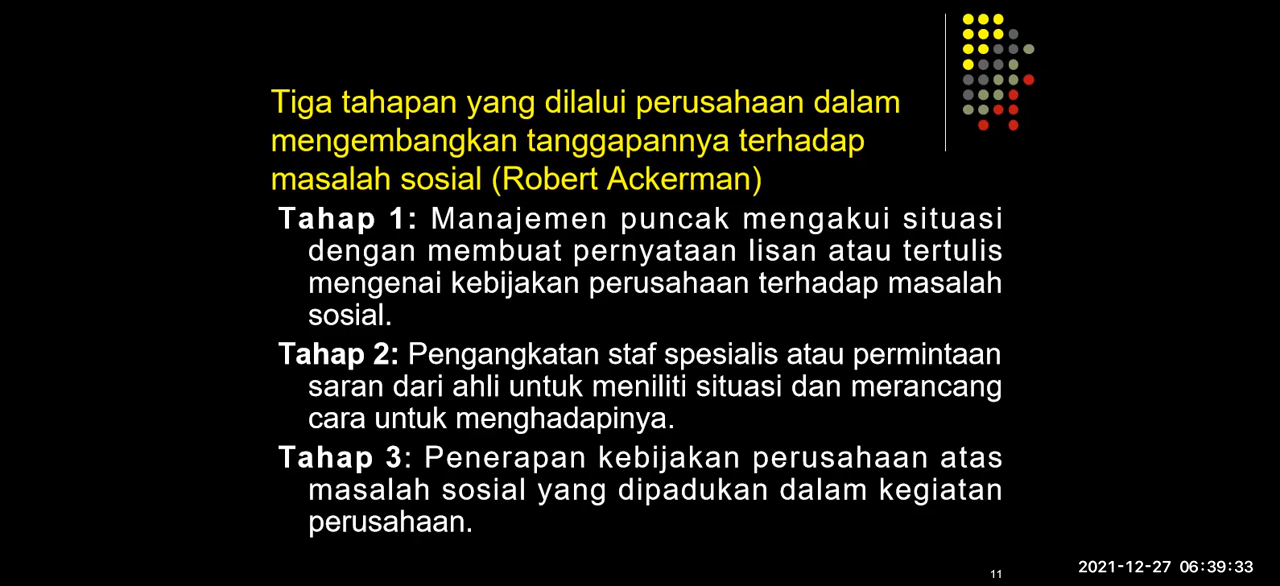 Tiga tahapan yang dilalui perusahaan dalam
mengembangkan tanggapannya terhadap
masalah sosial (Robert Ackerman)
Tahap 1: Manajemen puncak mengakui situasi
dengan membuat pernyataan lisan atau tertulis
mengenai kebijakan perusahaan terhadap masalah
sosial.
Tahap 2: Pengangkatan staf spesialis atau permintaan
saran dari ahli untuk meniliti situasi dan merancang
cara untuk menghadapinya.
Tahap 3: Penerapan kebijakan perusahaan atas
masalah sosial yang dipadukan dalam kegiatan
perusahaan.
11
2021-12-27 06:39:33